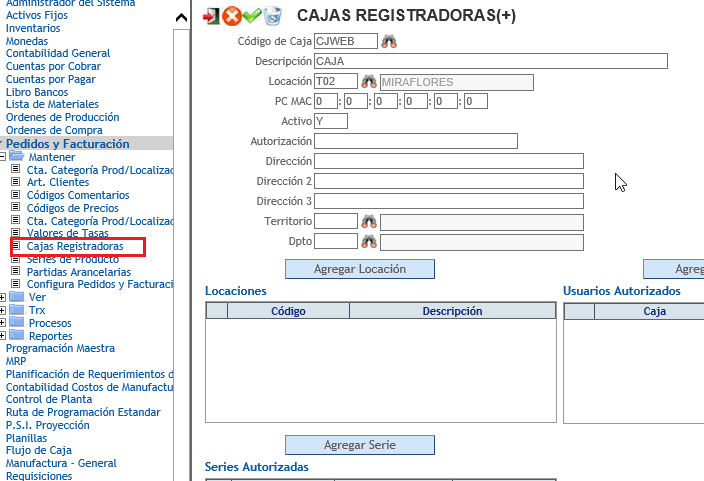 Administrador del Sistema
Activos Fijos
Inventarios
Monedas
Contabilidad General
Cuentas por Cobrar
Cuentas por Pagar
Libro Bancos
Lista de Materiales
Ordenes de Producción
Ordenes de Compra
Pedidos y Facturación
Mantener
Cta. Categoría Prod/Localizac
Art. Clientes
Códigos Comentarios
Códigos de Precios
Cta. Categoría Prod/Localizac
Valores de Tasas
Cajas Registradoras
Series de Producto
Partidas Arancelarias
Configura Pedidos y Facturaci
Ver
Trx
Procesos
Reportes
Programación Maestra
MRP
Planificación de Requerimientos d
Contabilidad Costos de Manufactu
Control de Planta
Ruta de Programación Estandar
P.S.I. Proyección
Planillas
Flujo de Caja
Manufactura - General
Requisiciones
CAJAS REGISTRADORAS(+)
Código de Caja CJWEB
Descripción CAJA
Locación T02 MIRAFLORES
PC MAC 0 : 0 : 0 : 0 : 0 : 0
Activo Y
Autorización
Dirección
Dirección 2
Dirección 3
Territorio
Dpto
Agregar Locación
Agreg
Locaciones
Código Descripción
Usuarios Autorizados
Caja
Agregar Serie
Series Autorizadas